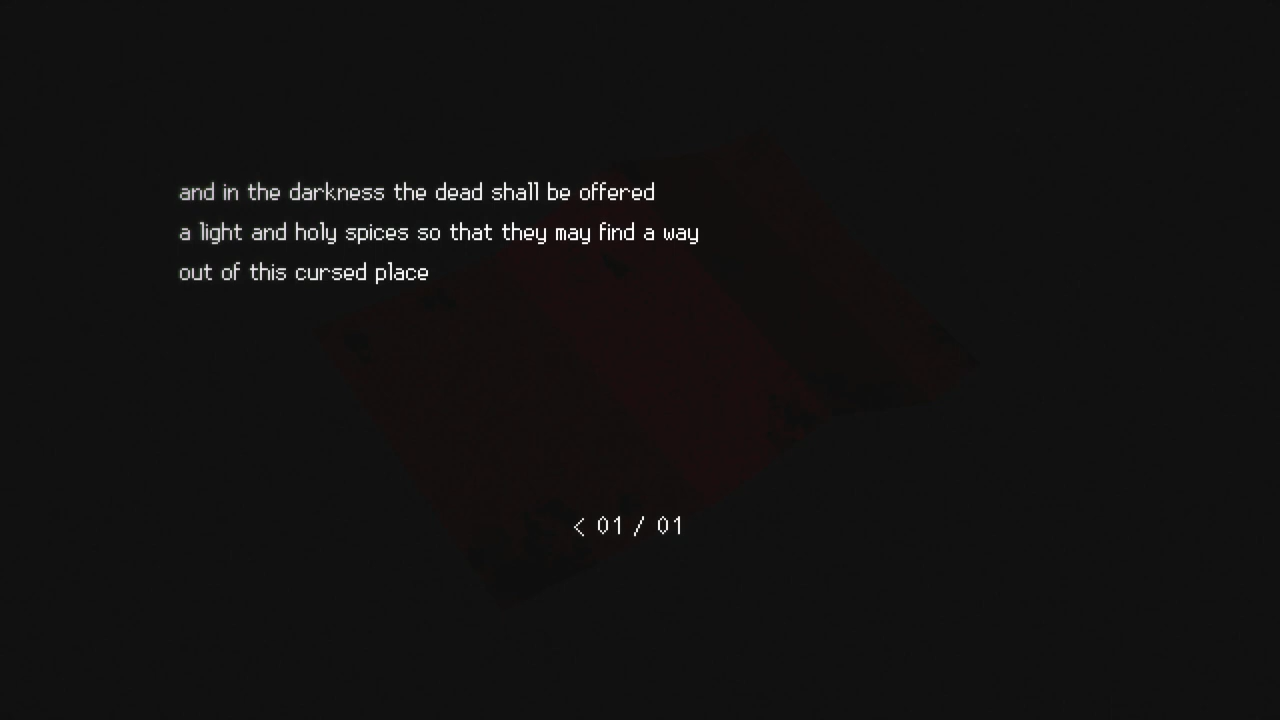 and in the darkness the dead shall be offered
a light and holy spices so that they may find a way
out of this cursed place
< 01 / 01